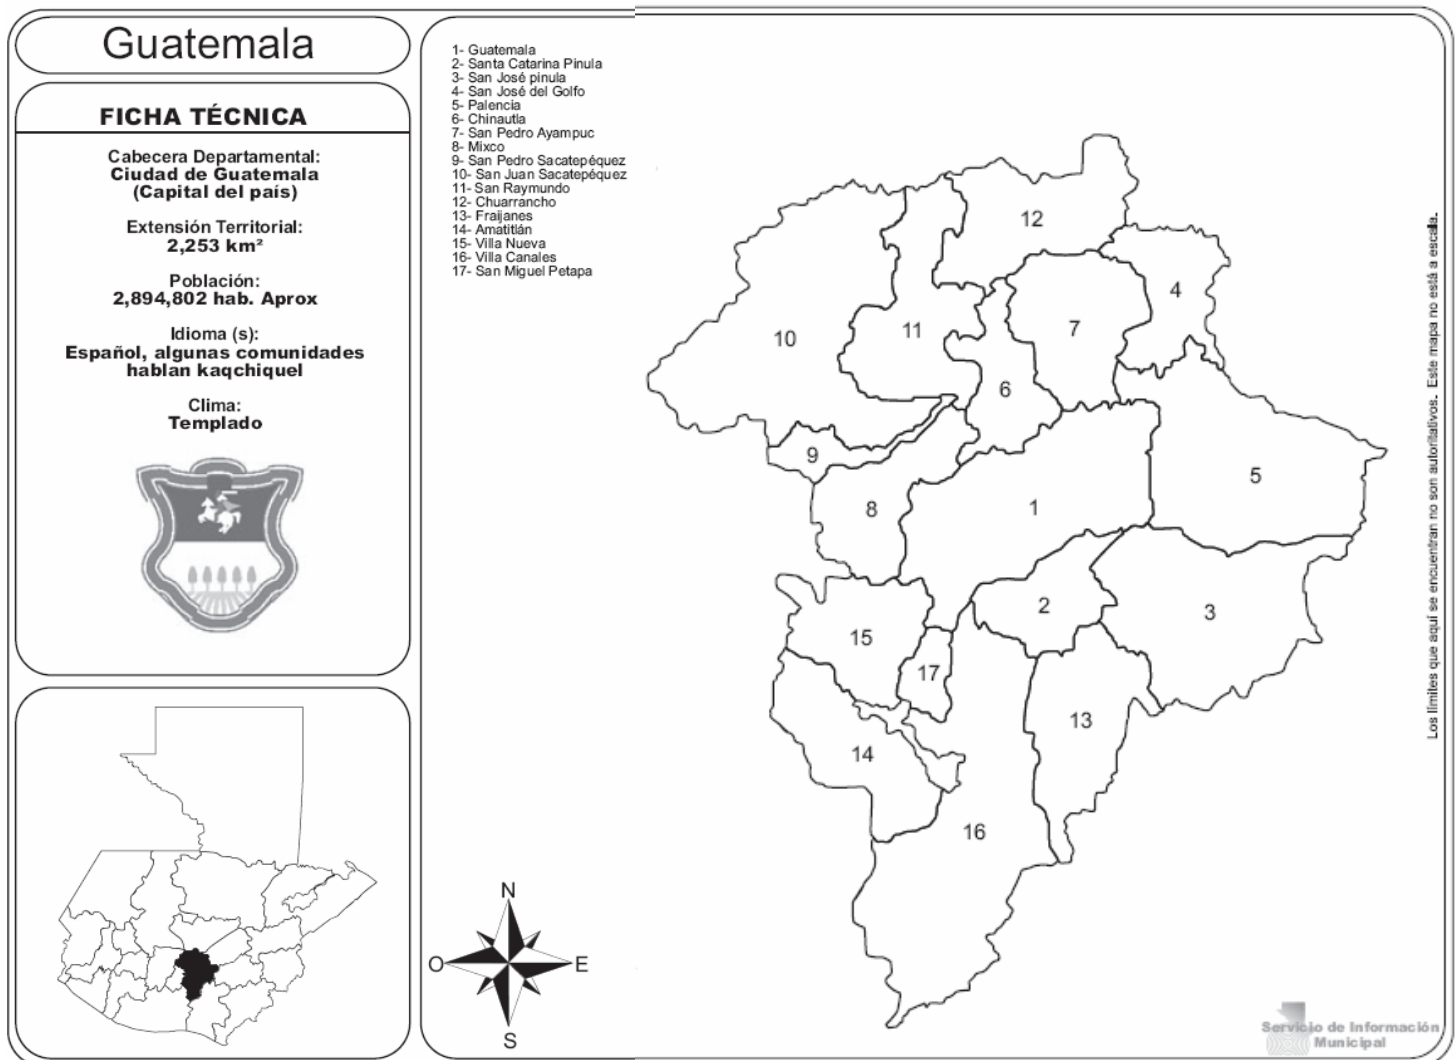 Guatemala
FICHA TÉCNICA
Cabecera Departamental:
Ciudad de Guatemala
(Capital del país)
Extensión Territorial:
2,253 km²
Población:
2,894,802 hab. Aprox
Idioma (s):
Español, algunas comunidades
hablan kaqchiquel
Clima:
Templado
1- Guatemala
2- Santa Catarina Pinula
3- San José pinula
4- San José del Golfo
5- Palencia
6- Chinautla
7- San Pedro Ayampuc
8- Mixco
9- San Pedro Sacatepéquez
10- San Juan Sacatepéquez
11- San Raymundo
12- Chuarrancho
13- Fraijanes
14- Amatitlán
15- Villa Nueva
16- Villa Canales
17- San Miguel Petapa
12
4
7
11
10
6
9
5
8
1
2
3
15
17
13
14
16
N
O
E
S
Los límites que aquí se encuentran no son autoritativos. Este mapa no está a escala.
Servicio de Información
Municipal